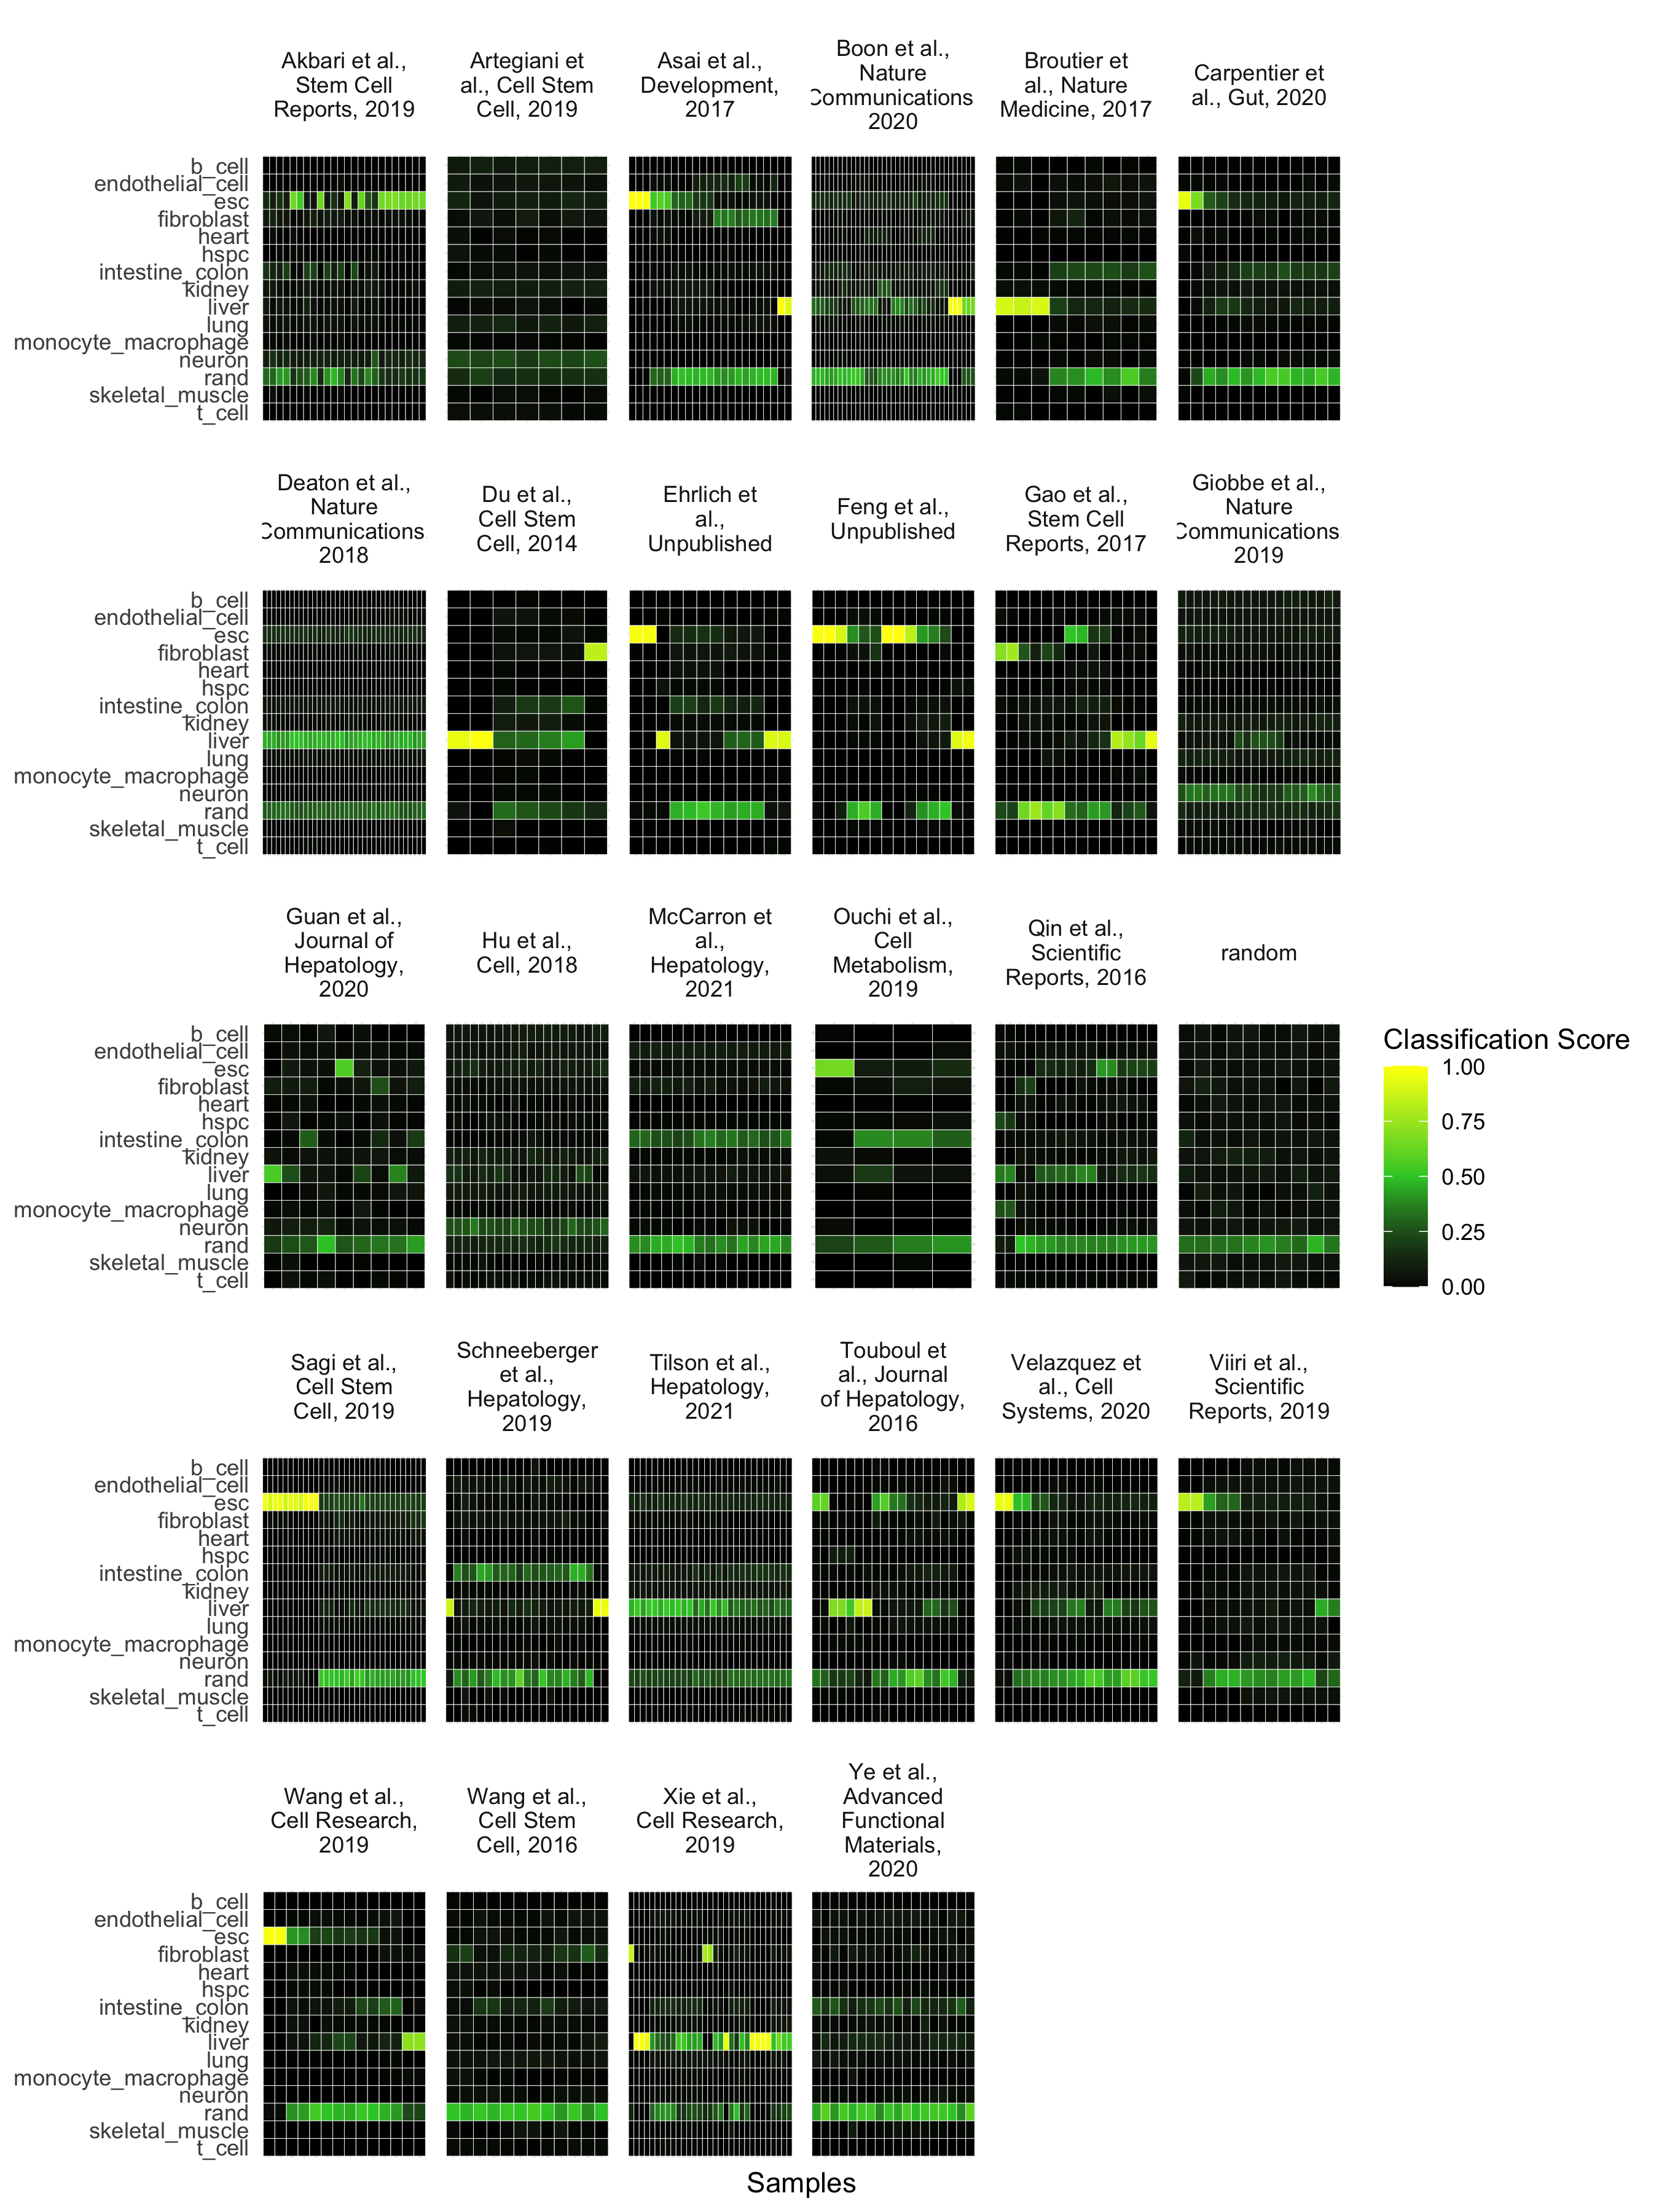 Akbari et al.,
Stem Cell
Reports, 2019
Artegiani et
al., Cell Stem
Cell, 2019
Asai et al.,
Development,
2017
Boon et al.,
Nature
Communications
2020
Broutier et
al., Nature
Medicine, 2017
Carpentier et
al., Gut, 2020
b_cell
endothelial_cell
esc
fibroblast
heart
hspc
intestine_colon
kidney
liver
lung
monocyte_macrophage
neuron
rand
skeletal_muscle
t_cell
Deaton et al.,
Nature
Communications,
2018
Du et al.,
Cell Stem
Cell, 2014
Ehrlich et
al.,
Unpublished
Feng et al.,
Unpublished
Gao et al.,
Stem Cell
Reports, 2017
Giobbe et al.,
Nature
Communications,
2019
b_cell
endothelial_cell
esc
fibroblast
heart
hspc
intestine_colon
kidney
liver
lung
monocyte_macrophage
neuron
rand
skeletal_muscle
t_cell
Guan et al.,
Journal of
Hepatology,
2020
Hu et al.,
Cell, 2018
McCarron et
al.,
Hepatology,
2021
Ouchi et al.,
Cell
Metabolism,
2019
Qin et al.,
Scientific
Reports, 2016
random
b_cell
endothelial_cell
esc
fibroblast
heart
hspc
intestine_colon
kidney
liver
lung
monocyte_macrophage
neuron
rand
skeletal_muscle
t_cell
Classification Score
1.00
0.75
0.50
0.25
0.00
Sagi et al.,
Cell Stem
Cell, 2019
Schneeberger
et al.,
Hepatology,
2019
Tilson et al.,
Hepatology,
2021
Touboul et
al., Journal
of Hepatology,
2016
Velazquez et
al., Cell
Systems, 2020
Viiri et al.,
Scientific
Reports, 2019
b_cell
endothelial_cell
esc
fibroblast
heart
hspc
intestine_colon
kidney
liver
lung
monocyte_macrophage
neuron
rand
skeletal_muscle
t_cell
Wang et al.,
Cell Research,
2019
Wang et al.,
Cell Stem
Cell, 2016
Xie et al.,
Cell Research,
2019
Ye et al.,
Advanced
Functional
Materials,
2020
b_cell
endothelial_cell
esc
fibroblast
heart
hspc
intestine_colon
kidney
liver
lung
monocyte_macrophage
neuron
rand
skeletal_muscle
t_cell
Samples